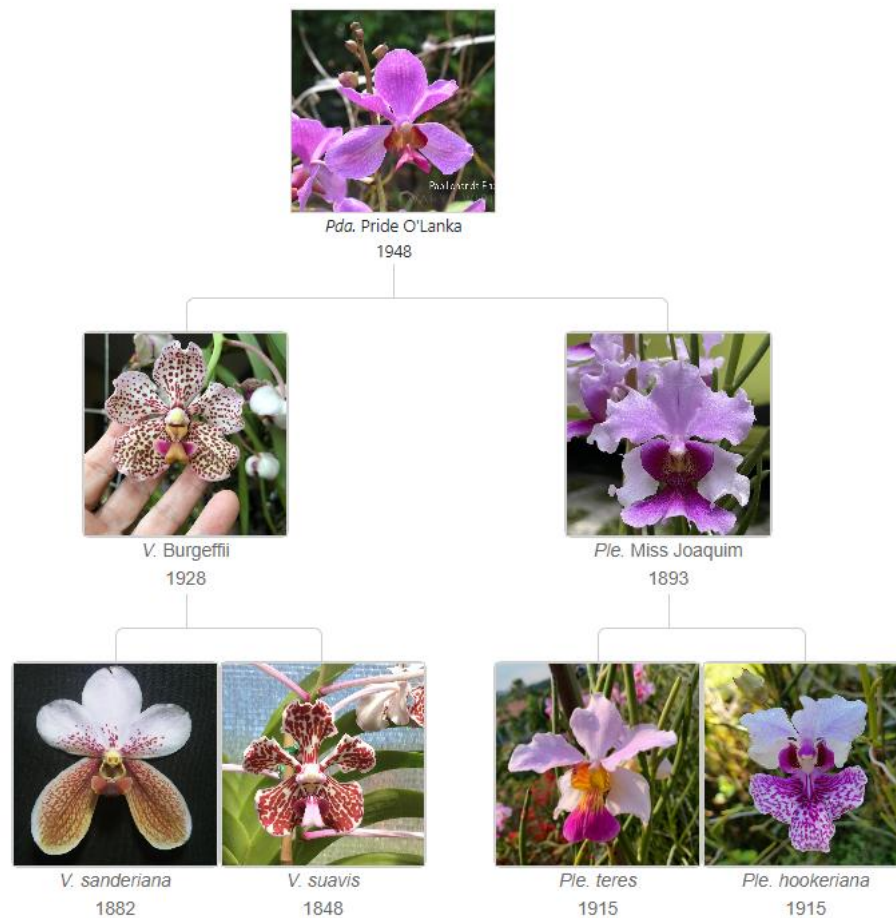 Pda. Pride O'Lanka
1948
V. Burgeffii
1928
Ple. Miss Joaquim
1893
V. sanderiana
1882
V. suavis
1848
Ple. teres
1915
Ple. hookeriana
1915